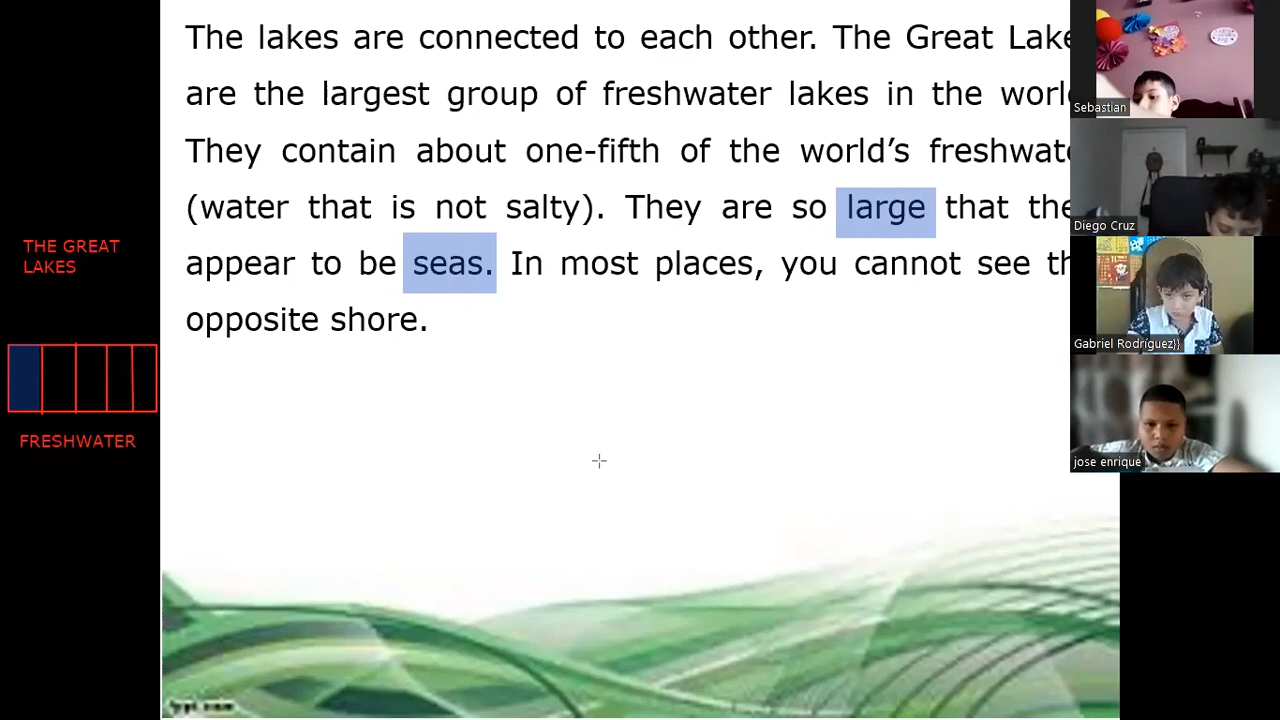 The lakes are connected to each other. The Great Lake
are the largest group of freshwater lakes in the worl
They contain about one-fifth of the world’s freshwat
(water that is not salty). They are so large that the
appear to be seas. In most places, you cannot see th
opposite shore.
THE GREAT
LAKES
FRESHWATER
Sebastian
Diego Cruz
Gabriel Rodríguez}}
jose enrique